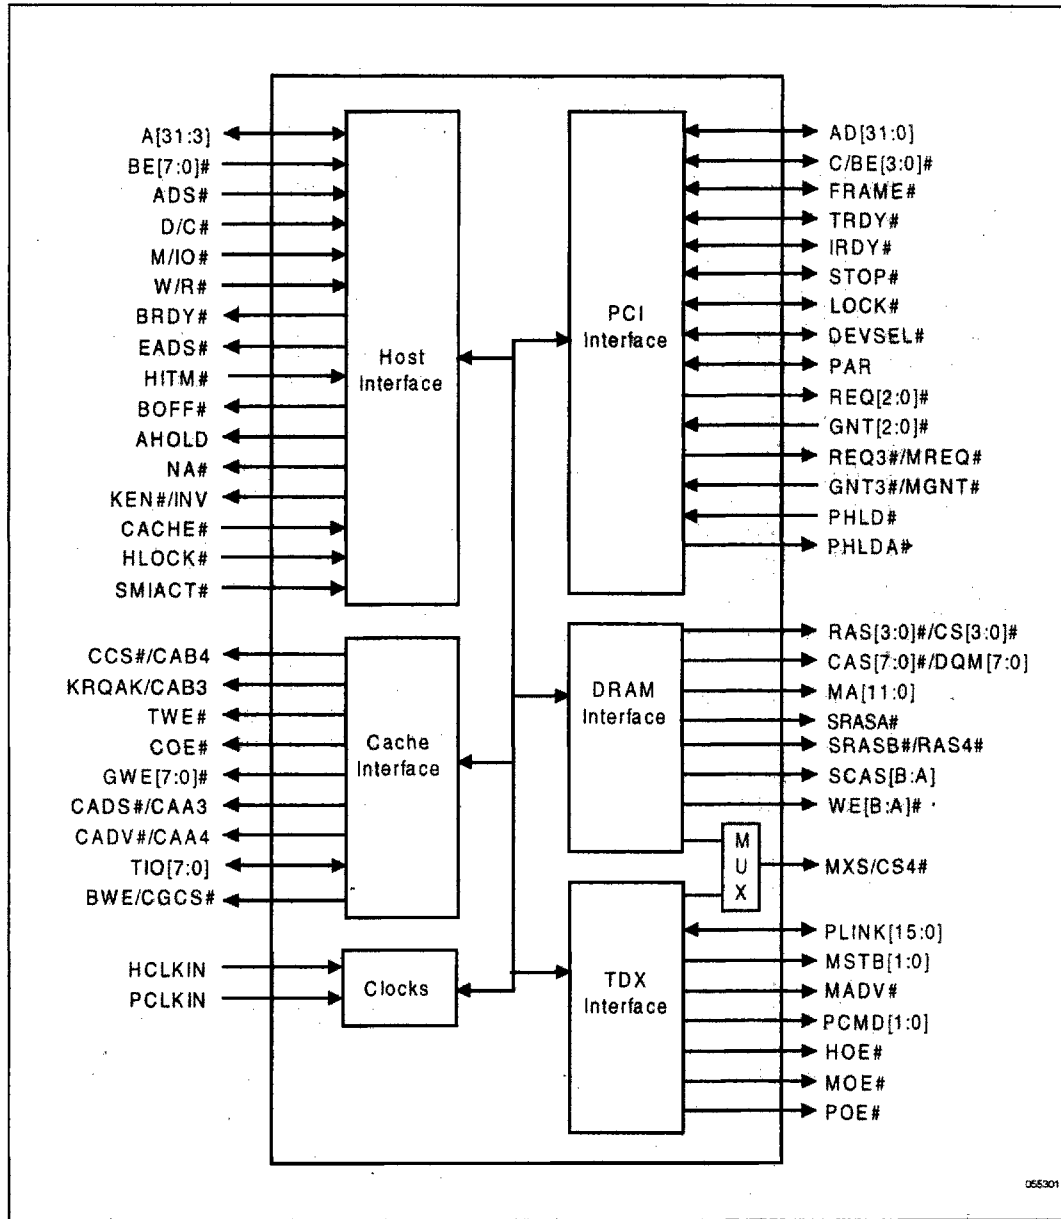 A[31:3]
BE[7:0]#
ADS#
D/C#
M/IO#
W/R#
BRDY#
EADS#
HITM#
BOFF#
AHOLD
NA#
KEN#/INV
CACHE#
HLOCK#
SMIACT#
Host
Interface
CCS#/CAB4
KRQAK/CAB3
TWE#
COE#
GWE[7:0]#
CADS#/CAA3
CADV#/CAA4
TIO[7:0]
BWE/CGCS#
Cache
Interface
HCLKIN
PCLKIN
Clocks
PCI
Interface
AD[31:0]
C/BE[3:0]#
FRAME#
TRDY#
IRDY#
STOP#
LOCK#
DEVSEL#
PAR
REQ[2:0]#
GNT[2:0]#
REQ3#/MREQ#
GNT3#/MGNT#
PHLD#
PHLDA#
DRAM
Interface
RAS[3:0]#/CS[3:0]#
CAS[7:0]#/DQM[7:0]
MA[11:0]
SRASA#
SRASB#/RAS4#
SCAS[B:A]
WE[B:A]#
M
U
X
MXS/CS4#
TDX
Interface
PLINK[15:0]
MSTB[1:0]
MADV#
PCMD[1:0]
HOE#
MOE#
POE#
055301